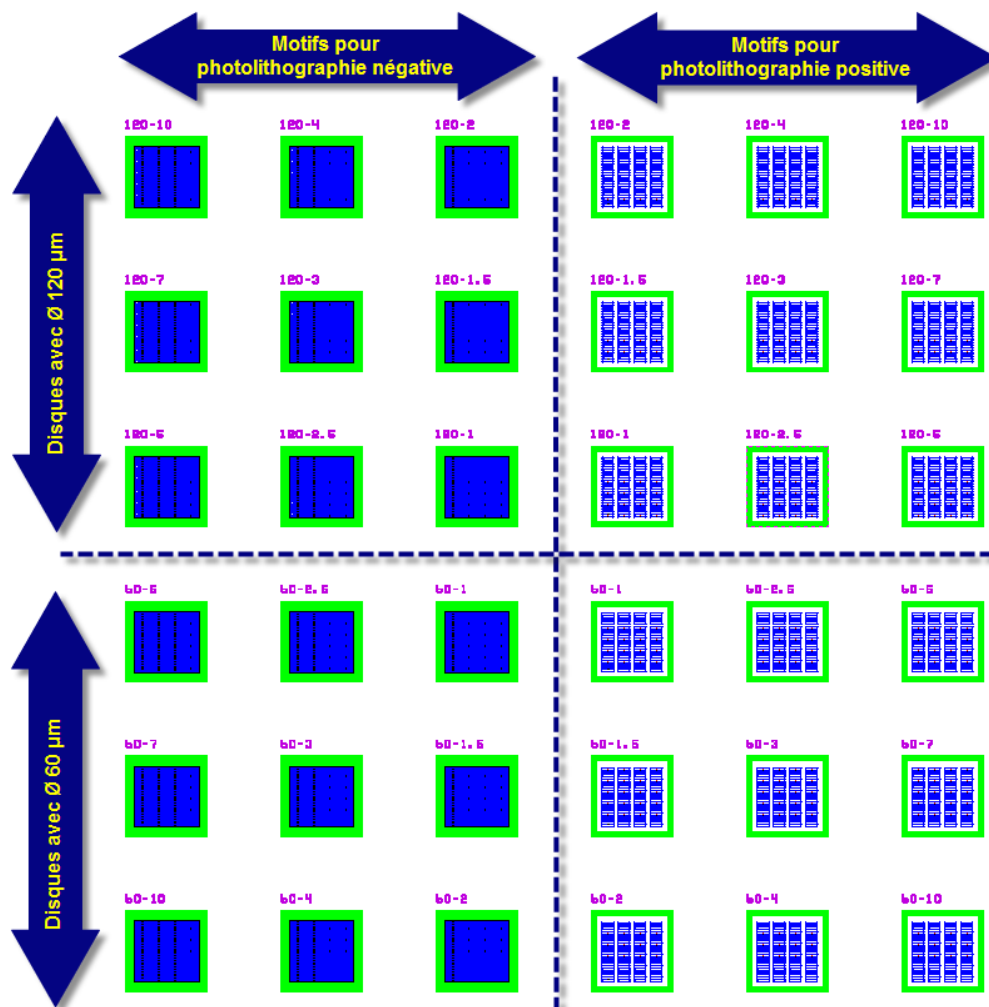 Motifs pour
photolithographie négative
Motifs pour
photolithographie positive
Disques avec Ø 120 µm
120-10 120-4 120-2 120-2 120-4 120-10
120-7 120-3 120-1.5 120-1.5 120-3 120-7
120-5 120-2.5 120-1 120-1 120-2.5 120-5
Disques avec Ø 60 µm
60-5 60-2.5 60-1 60-1 60-2.5 60-5
60-7 60-3 60-1.5 60-1.5 60-3 60-7
60-10 60-4 60-2 60-2 60-4 60-10